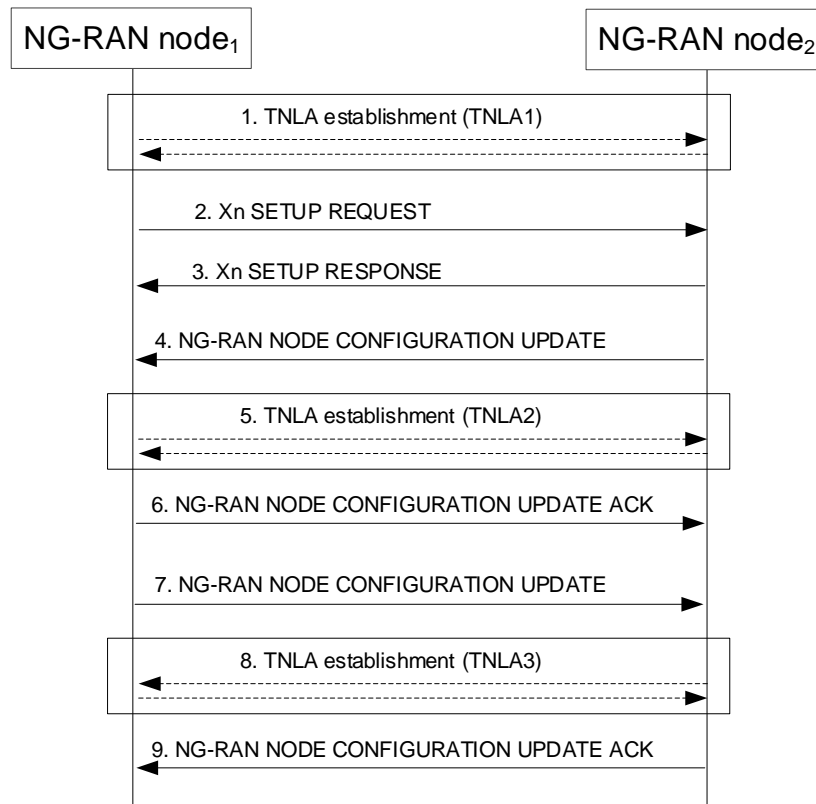 NG-RAN node₁
NG-RAN node₂
1. TNLA establishment (TNLA1)
2. Xn SETUP REQUEST
3. Xn SETUP RESPONSE
4. NG-RAN NODE CONFIGURATION UPDATE
5. TNLA establishment (TNLA2)
6. NG-RAN NODE CONFIGURATION UPDATE ACK
7. NG-RAN NODE CONFIGURATION UPDATE
8. TNLA establishment (TNLA3)
9. NG-RAN NODE CONFIGURATION UPDATE ACK